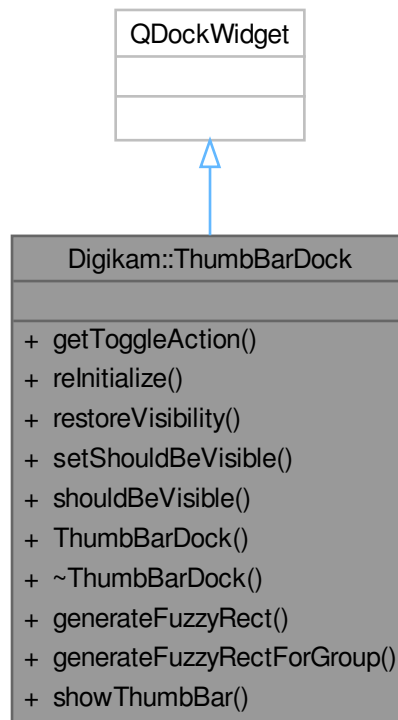 QDockWidget
Digikam::ThumbBarDock
+ getToggleAction()
+ reInitialize()
+ restoreVisibility()
+ setShouldBeVisible()
+ shouldBeVisible()
+ ThumbBarDock()
+ ~ThumbBarDock()
+ generateFuzzyRect()
+ generateFuzzyRectForGroup()
+ showThumbBar()